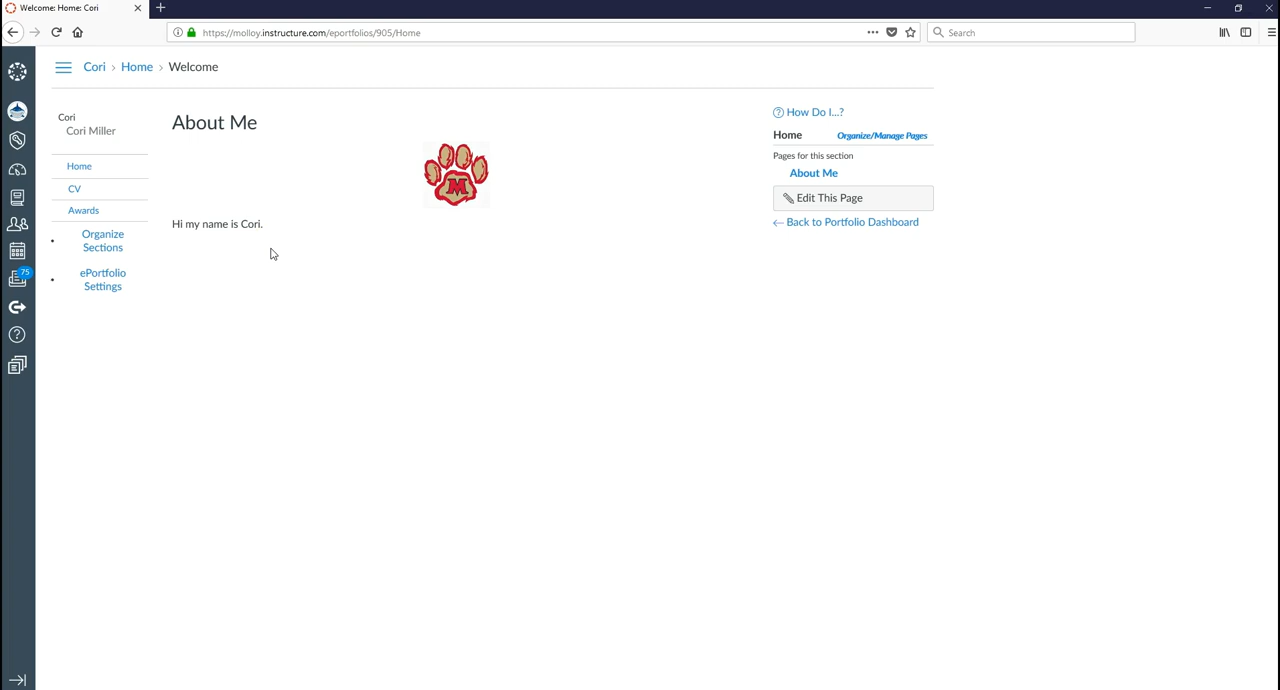 Welcome: Home: Cori
https://molloy.instructure.com/eportfolios/905/Home
Search
Cori › Home › Welcome
Cori
Cori Miller
Home
CV
Awards
Organize
Sections
ePortfolio
Settings
75
About Me
M
Hi my name is Cori.
How Do I...?
Home Organize/Manage Pages
Pages for this section
About Me
Edit This Page
Back to Portfolio Dashboard